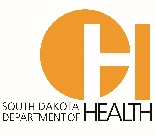 SOUTH DAKOTA
DEPARTMENT OF HEALTH